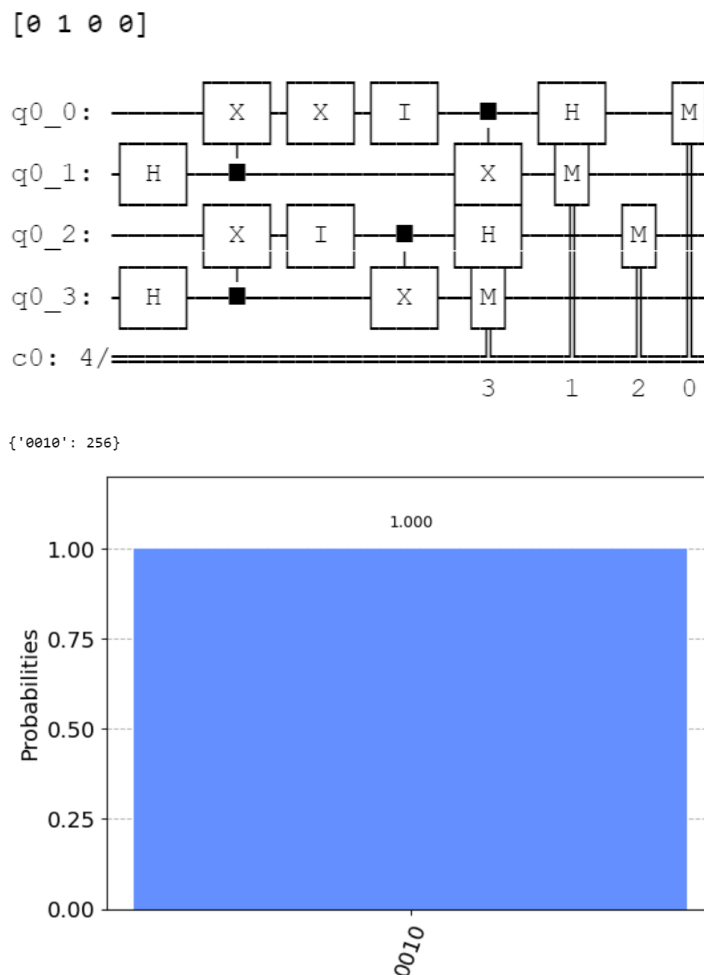 [0 1 0 0]
q0_0: X X I H M
q0_1: H X M
q0_2: X I H M
q0_3: H X M
c0: 4/
3 1 2 0
{'0010': 256}
1.000
1.00
0.75
0.50
0.25
0.00
Probabilities
0010